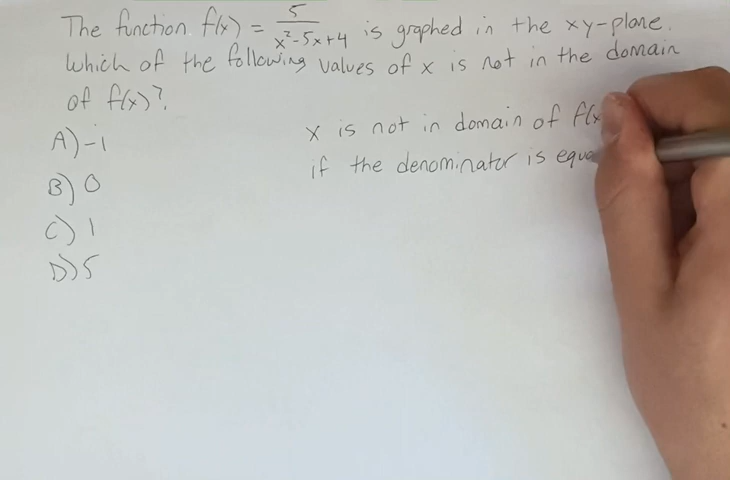 The function f(x) = 5/(x²-5x+4) is graphed in the xy-plane.
Which of the following values of x is not in the domain
of f(x)?
A) -1
B) 0
C) 1
D) 5
x is not in domain of f(x
if the denominator is equa